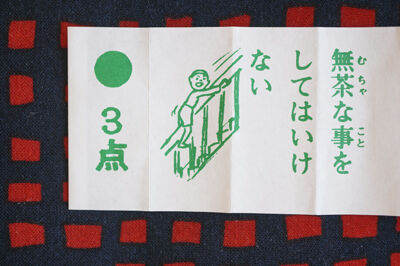 無茶な事を
してはいけ
ない
3点